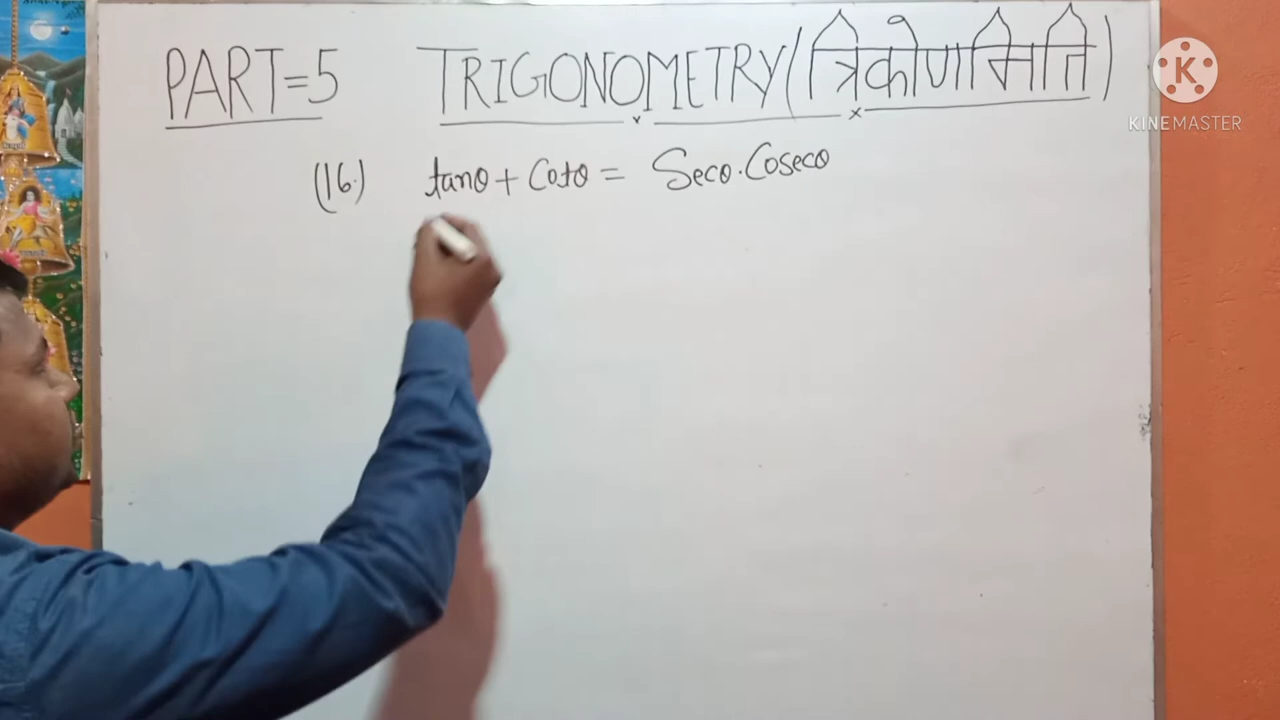 PART=5 TRIGONOMETRY (त्रिकोणमिति)
(16.) tanθ + Cotθ = Secθ.Cosecθ
K
KINEMASTER